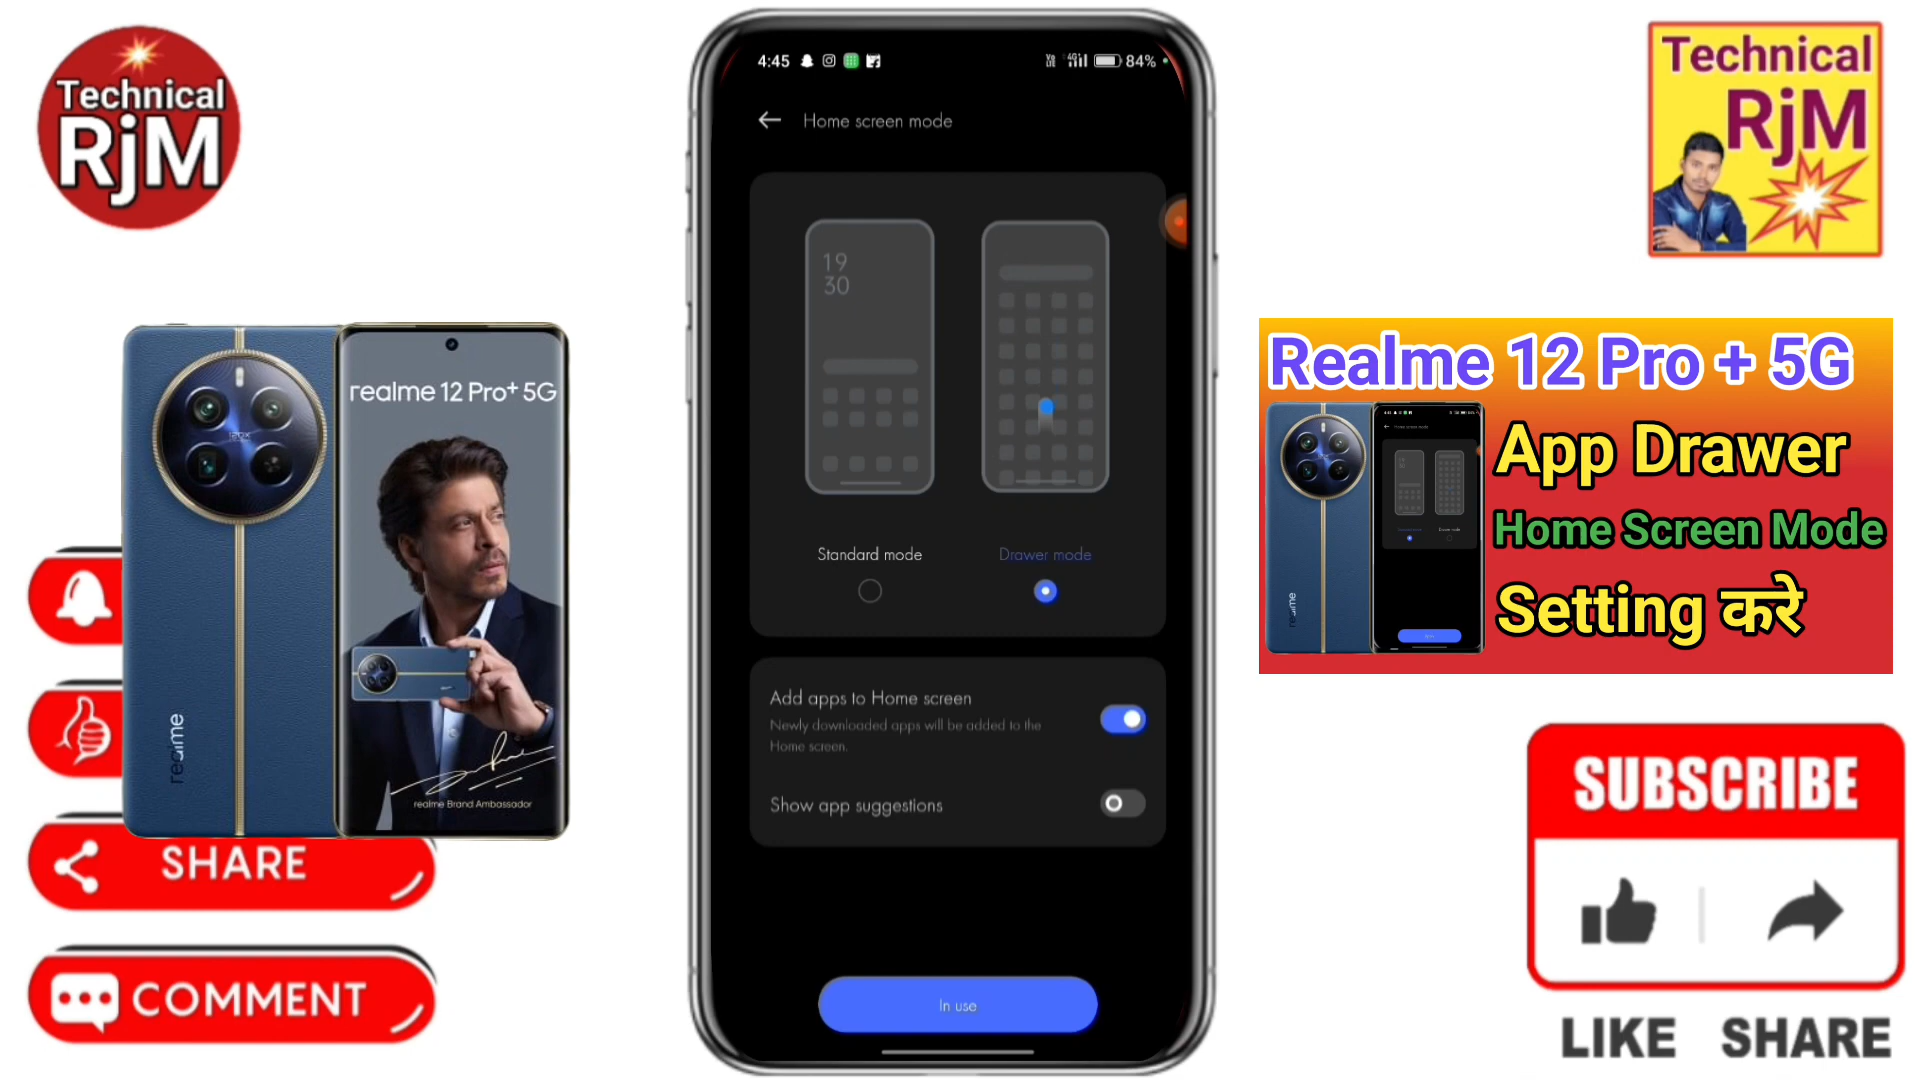 Technical
RjM
realme 12 Pro+ 5G
realme
realme Brand Ambassador
SHARE
COMMENT
4:45
84%
Home screen mode
19
30
Standard mode
Drawer mode
Add apps to Home screen
Newly downloaded apps will be added to the
Home screen.
Show app suggestions
In use
Technical
RjM
Realme 12 Pro + 5G
App Drawer
Home Screen Mode
Setting करे
realme
SUBSCRIBE
LIKE SHARE